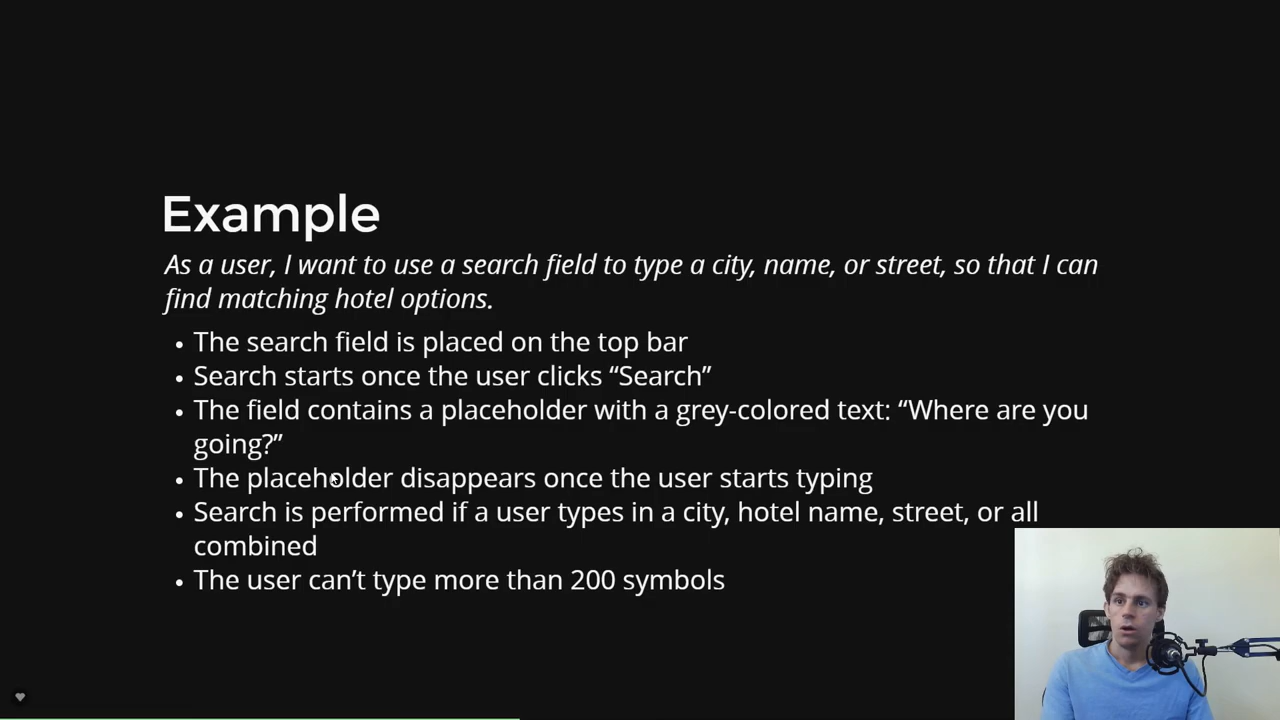 Example
As a user, I want to use a search field to type a city, name, or street, so that I can
find matching hotel options.
• The search field is placed on the top bar
• Search starts once the user clicks “Search”
• The field contains a placeholder with a grey-colored text: “Where are you
going?”
• The placeholder disappears once the user starts typing
• Search is performed if a user types in a city, hotel name, street, or all
combined
• The user can’t type more than 200 symbols